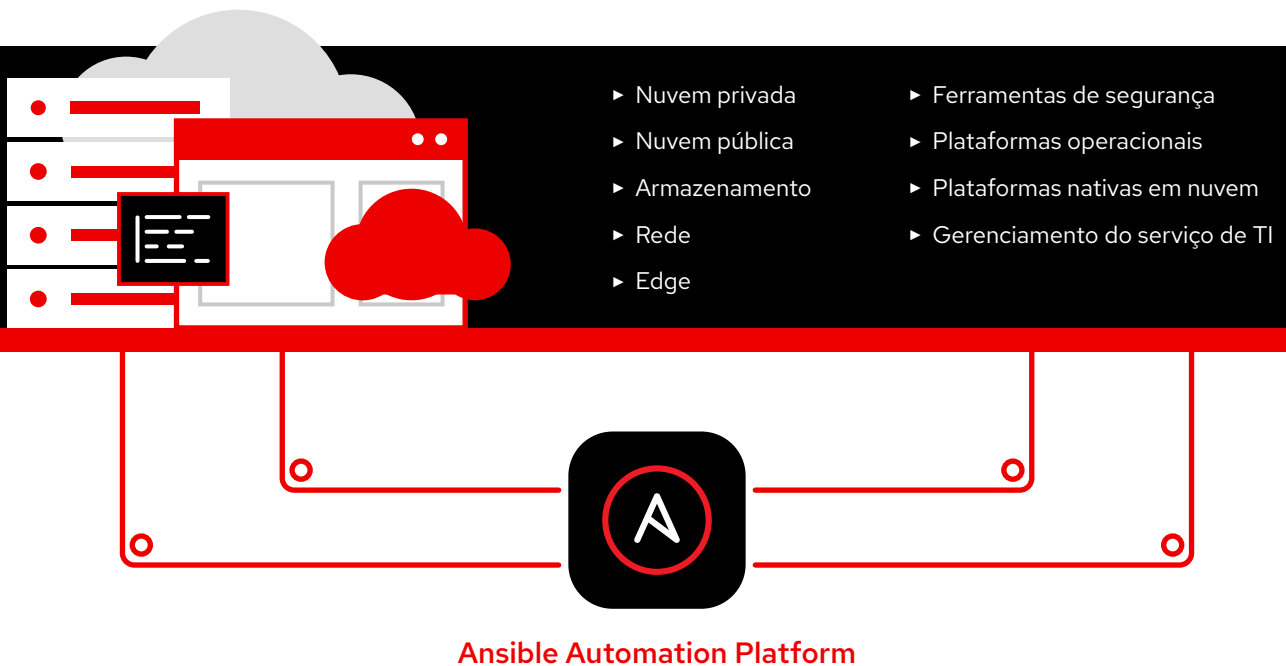 ► Nuvem privada
► Nuvem pública
► Armazenamento
► Rede
► Edge
► Ferramentas de segurança
► Plataformas operacionais
► Plataformas nativas em nuvem
► Gerenciamento do serviço de TI
Ansible Automation Platform